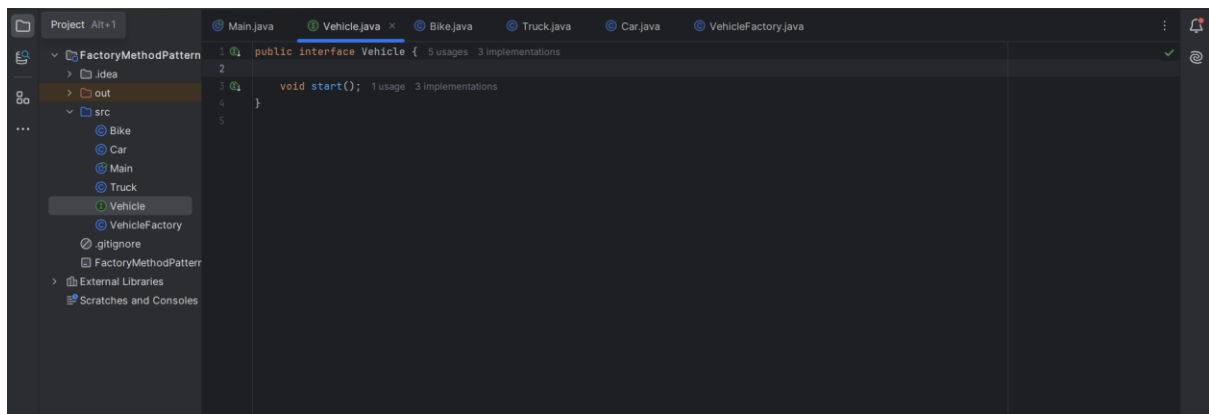 Project Alt+1
FactoryMethodPattern
.idea
out
src
Bike
Car
Main
Truck
Vehicle
VehicleFactory
.gitignore
FactoryMethodPatterr
External Libraries
Scratches and Consoles
Main.java Vehicle.java × Bike.java Truck.java Car.java VehicleFactory.java
1 public interface Vehicle { 5 usages 3 implementations
2
3 void start(); 1 usage 3 implementations
4 }
5